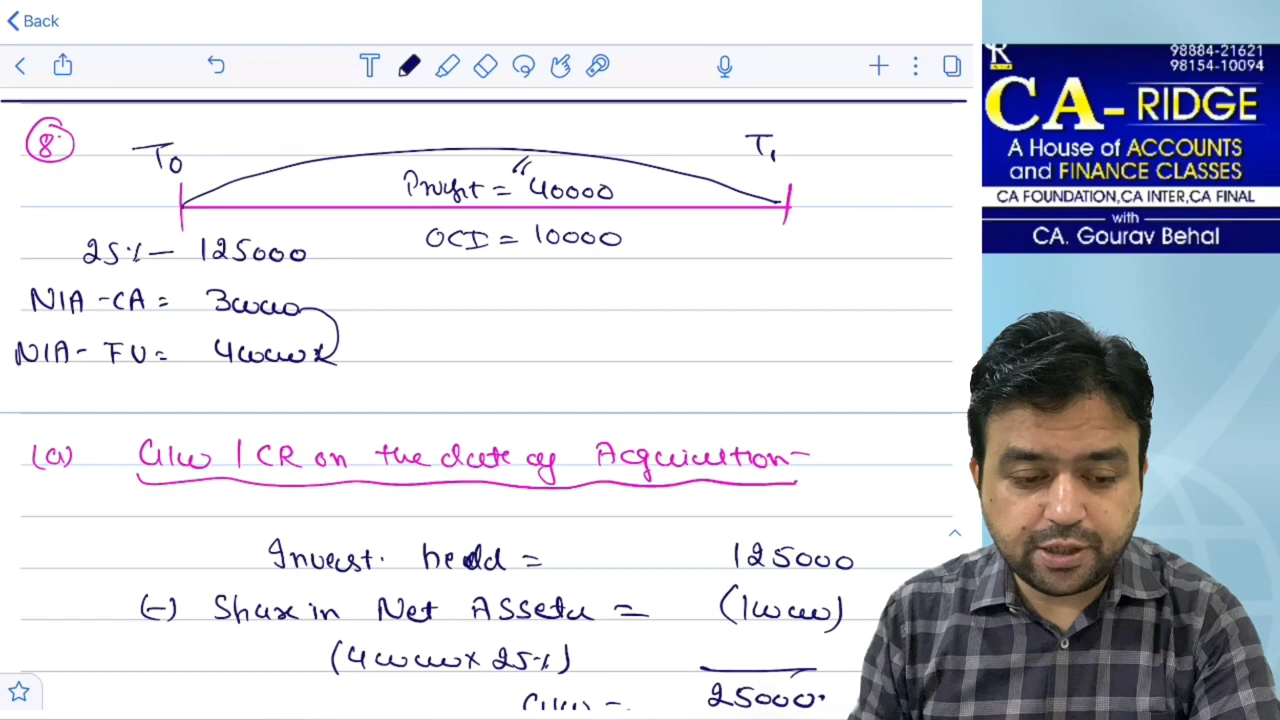 Back
T
98884-21621
98154-10094
CA-RIDGE
A House of ACCOUNTS
and FINANCE CLASSES
CA FOUNDATION,CA INTER,CA FINAL
with
CA. Gourav Behal
8.
T0 T1
Profit = 40000
OCI = 10000
25% — 125000
NIA - CA = 300000
NIA - FV = 400000
(a) G/w / CR on the date of Acquisition-
Invest. held = 125000
(-) Share in Net Assets = (100000)
(400000 x 25%)
G/w = 25000